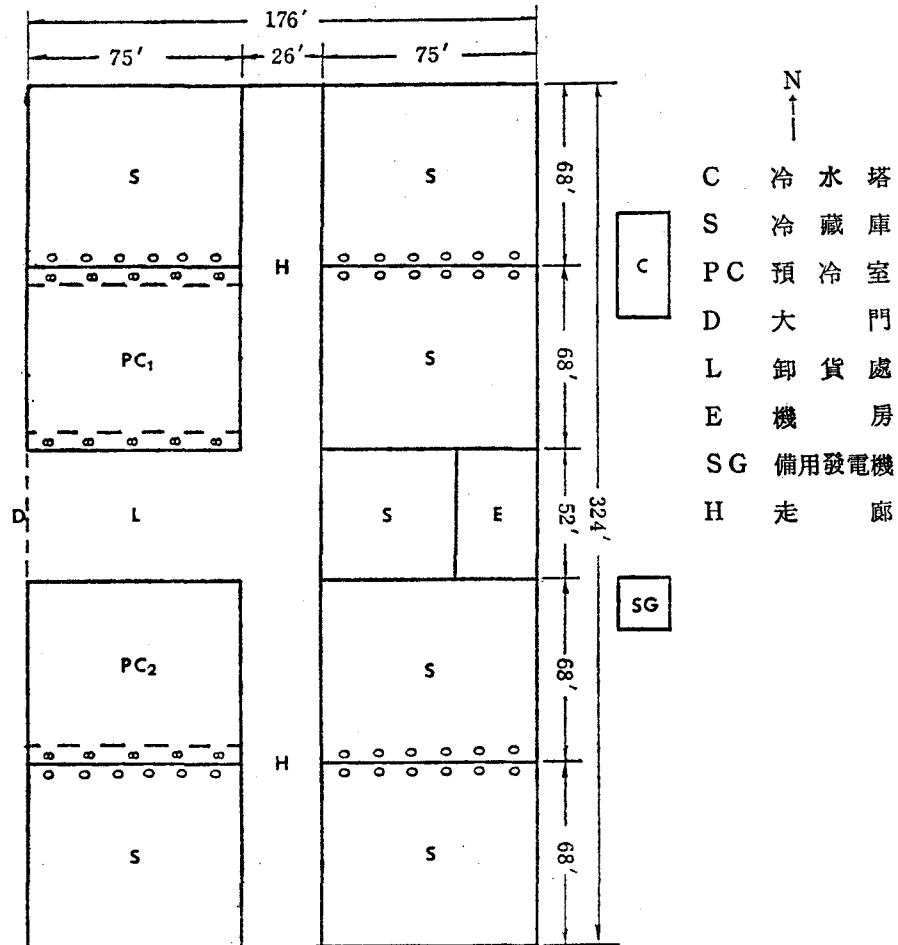 176′
75′ 26′ 75′
N
S S 68′
C 冷水塔
S 冷藏庫
H C
PC 預冷室
D 大門
PC₁ S 68′
L 卸貨處
E 機房
SG 備用發電機
D L S E 52′ 324′
H 走廊
SG
PC₂ S 68′
H
S S 68′